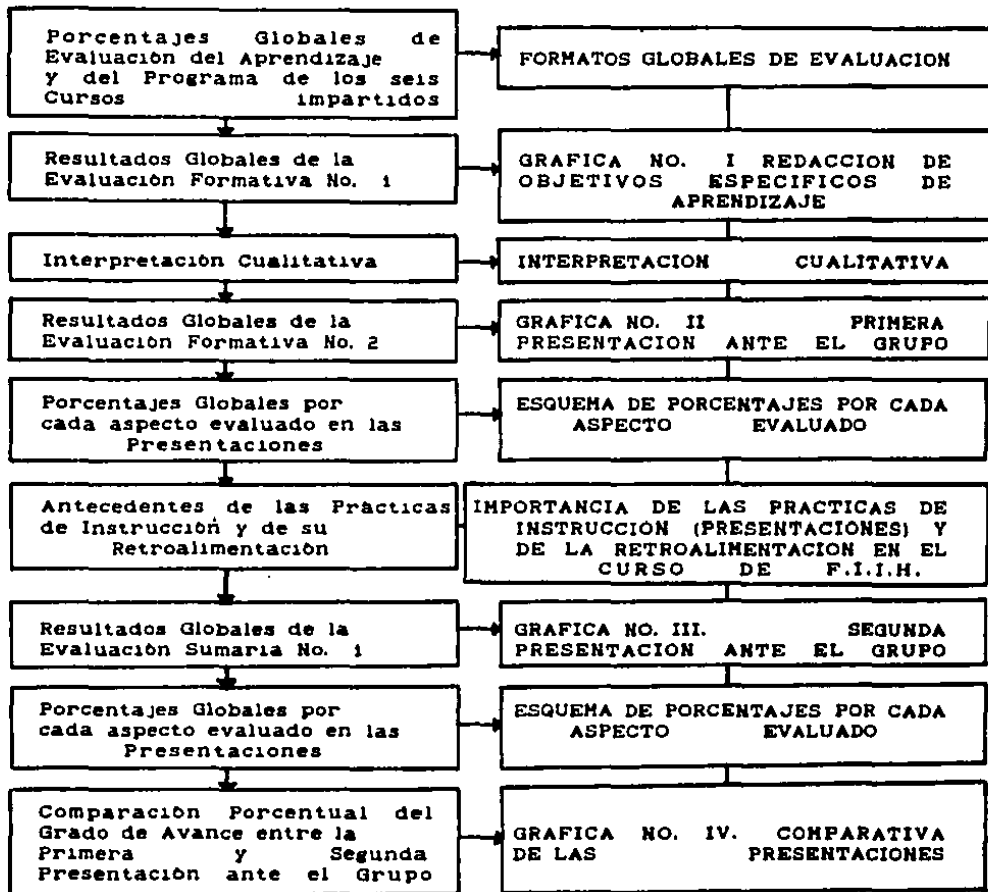 Porcentajes Globales de
Evaluación del Aprendizaje
y del Programa de los seis
Cursos impartidos
FORMATOS GLOBALES DE EVALUACION
Resultados Globales de la
Evaluación Formativa No. 1
GRAFICA NO. I REDACCION DE
OBJETIVOS ESPECIFICOS DE
APRENDIZAJE
Interpretación Cualitativa
INTERPRETACION CUALITATIVA
Resultados Globales de la
Evaluación Formativa No. 2
GRAFICA NO. II PRIMERA
PRESENTACION ANTE EL GRUPO
Porcentajes Globales por
cada aspecto evaluado en las
Presentaciones
ESQUEMA DE PORCENTAJES POR CADA
ASPECTO EVALUADO
Antecedentes de las Pràcticas
de Instrucción y de su
Retroalimentación
IMPORTANCIA DE LAS PRACTICAS DE
INSTRUCCION (PRESENTACIONES) Y
DE LA RETROALIMENTACION EN EL
CURSO DE F.I.I.H.
Resultados Globales de la
Evaluación Sumaria No. 1
GRAFICA NO. III. SEGUNDA
PRESENTACION ANTE EL GRUPO
Porcentajes Globales por
cada aspecto evaluado en las
Presentaciones
ESQUEMA DE PORCENTAJES POR CADA
ASPECTO EVALUADO
Comparación Porcentual del
Grado de Avance entre la
Primera y Segunda
Presentación ante el Grupo
GRAFICA NO. IV. COMPARATIVA
DE LAS PRESENTACIONES